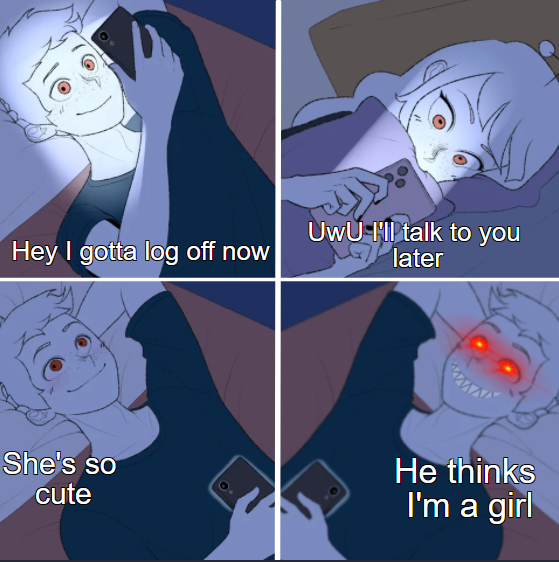 Hey I gotta log off now
UwU I'll talk to you
later
She's so
cute
He thinks
I'm a girl